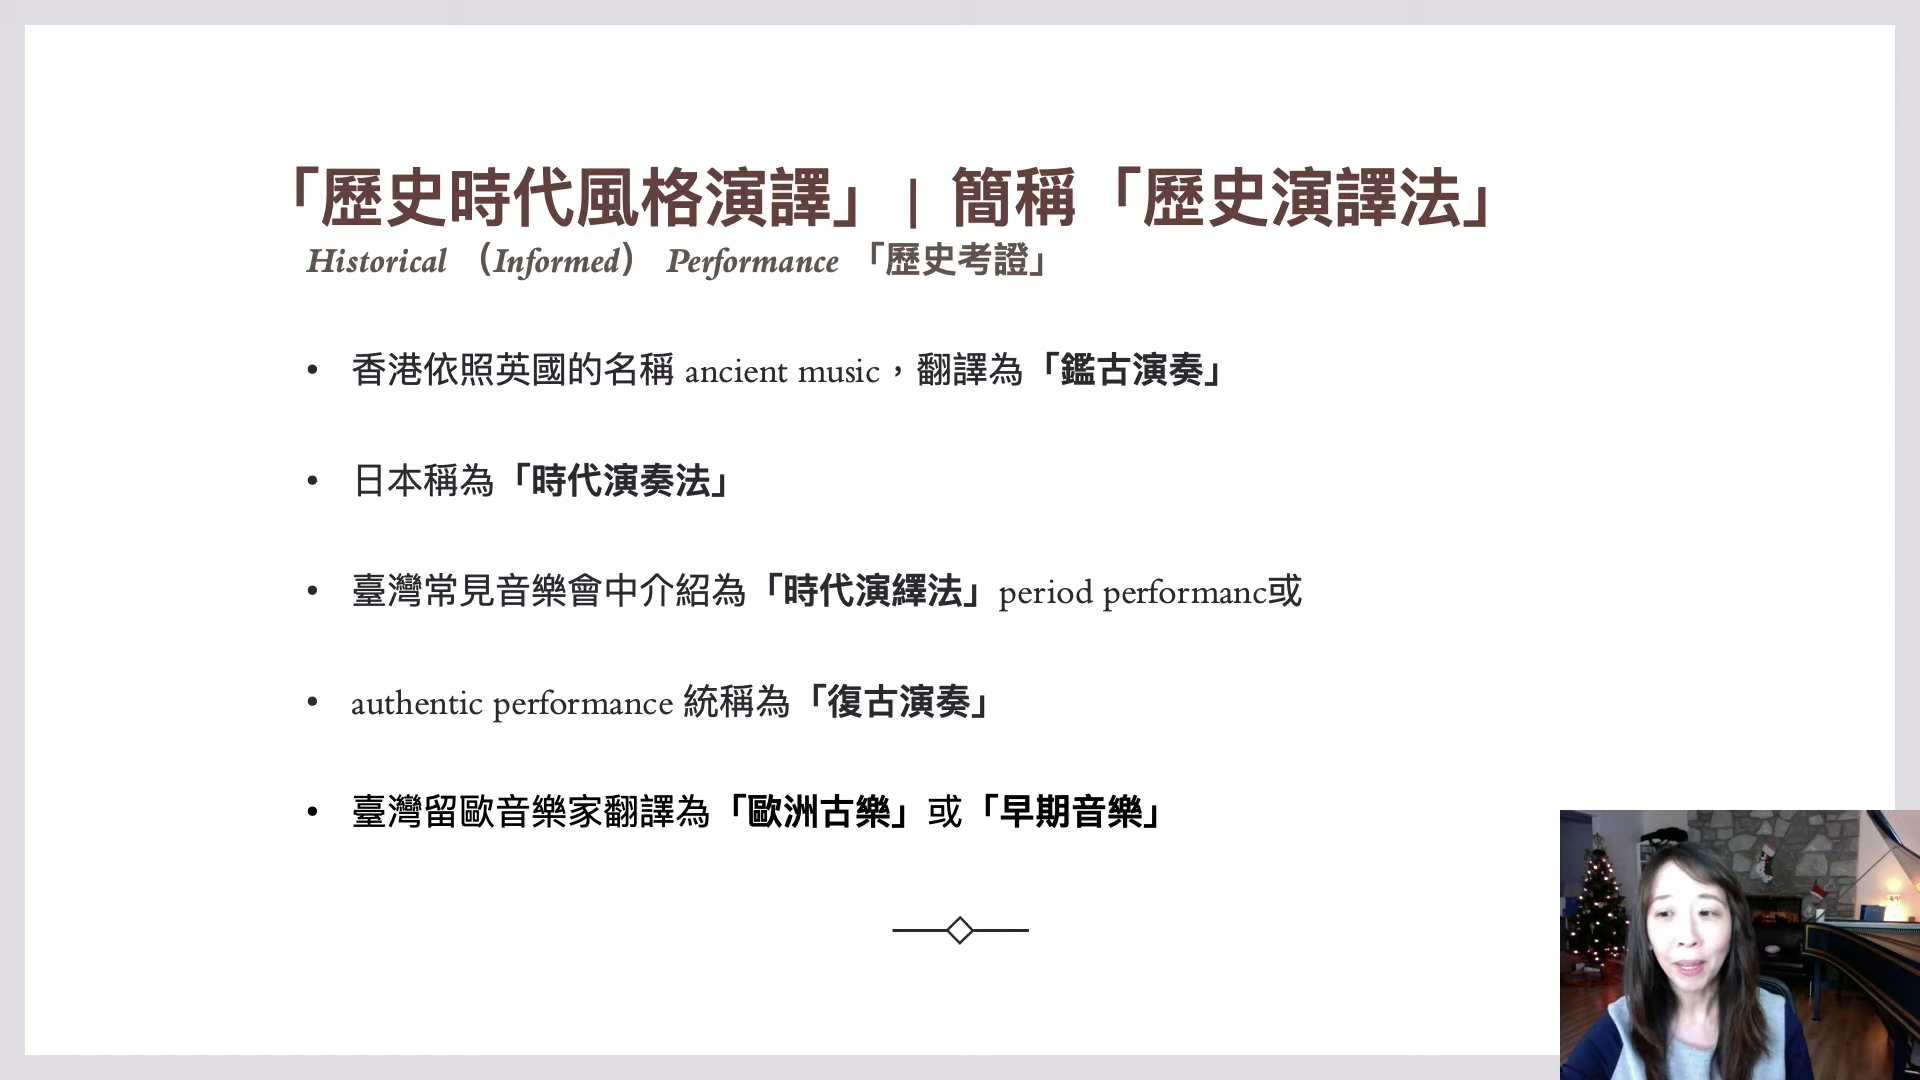 「歷史時代風格演譯」 | 簡稱「歷史演譯法」
Historical （Informed） Performance 「歷史考證」
• 香港依照英國的名稱 ancient music，翻譯為「鑑古演奏」
• 日本稱為「時代演奏法」
• 臺灣常見音樂會中介紹為「時代演繹法」period performanc或
• authentic performance 統稱為「復古演奏」
• 臺灣留歐音樂家翻譯為「歐洲古樂」或「早期音樂」